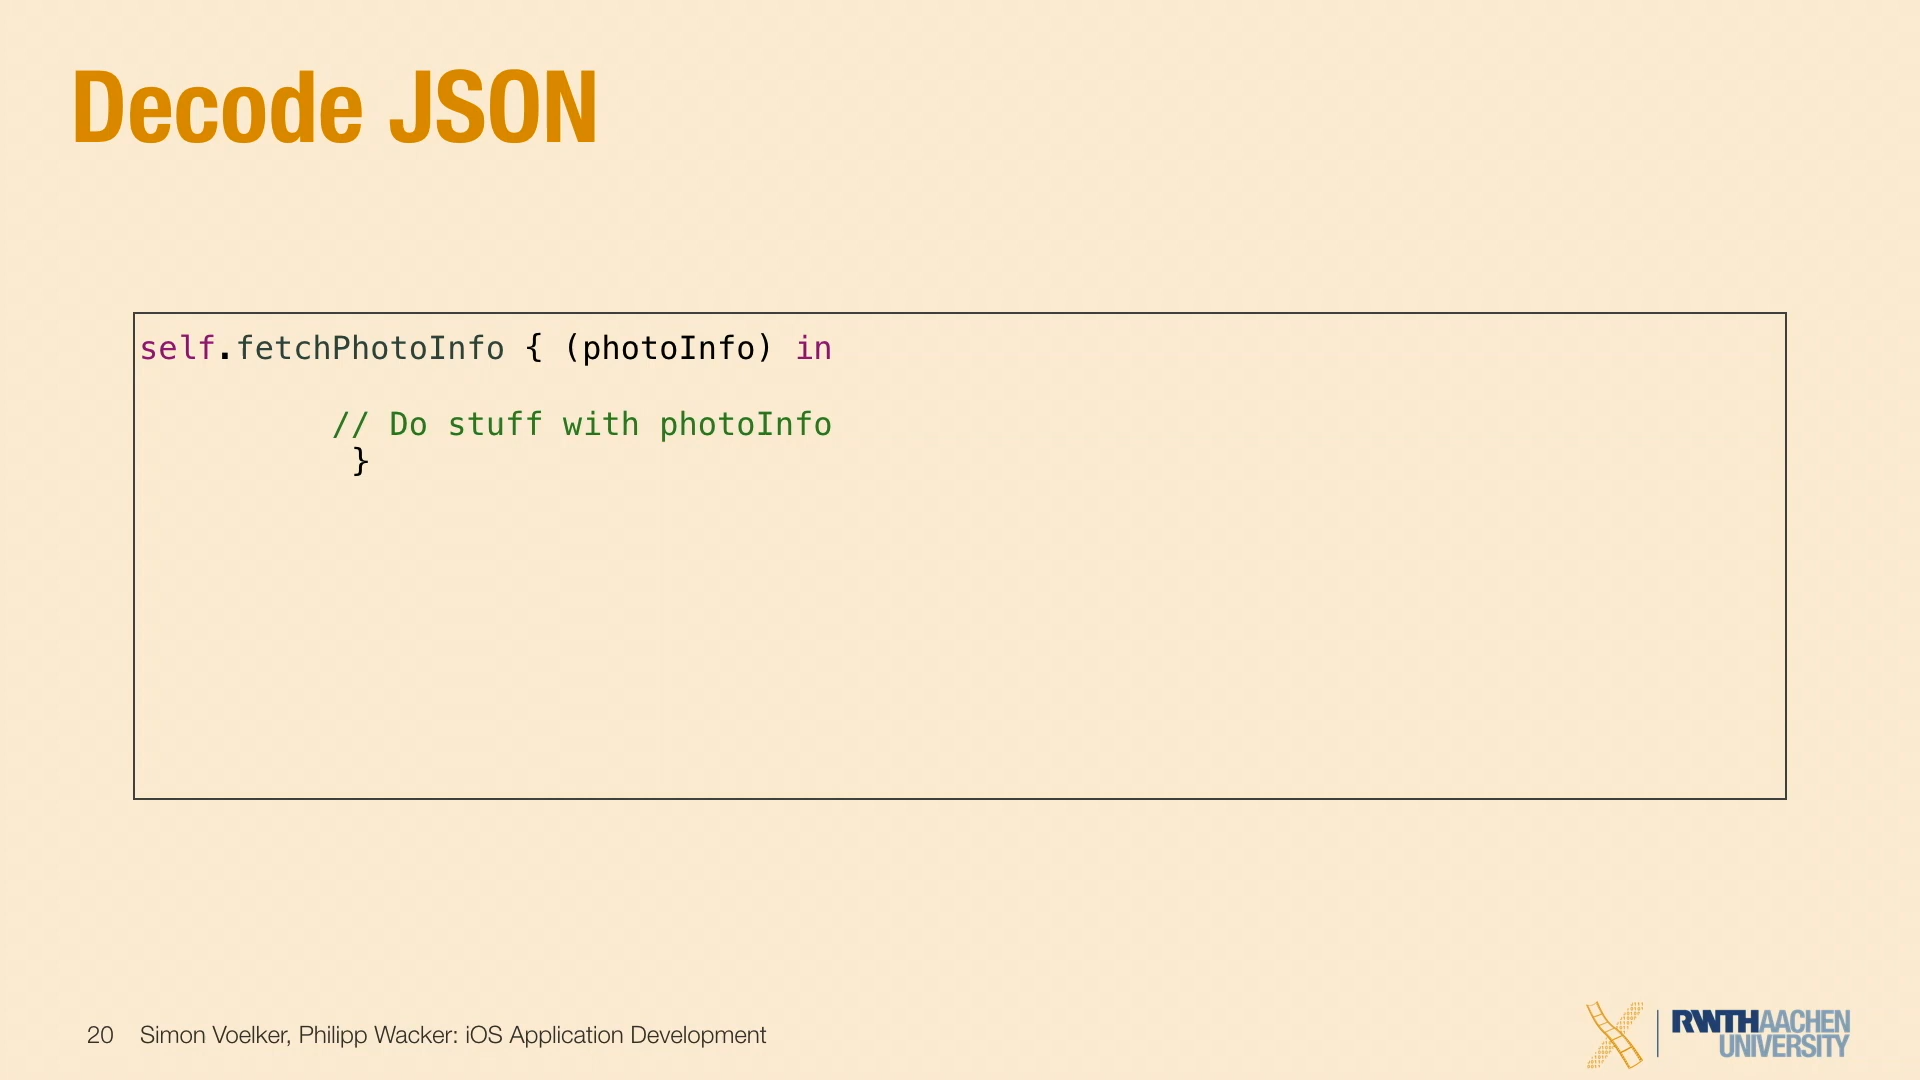 Decode JSON
self.fetchPhotoInfo { (photoInfo) in
// Do stuff with photoInfo
}
20 Simon Voelker, Philipp Wacker: iOS Application Development
RWTHAACHEN
UNIVERSITY